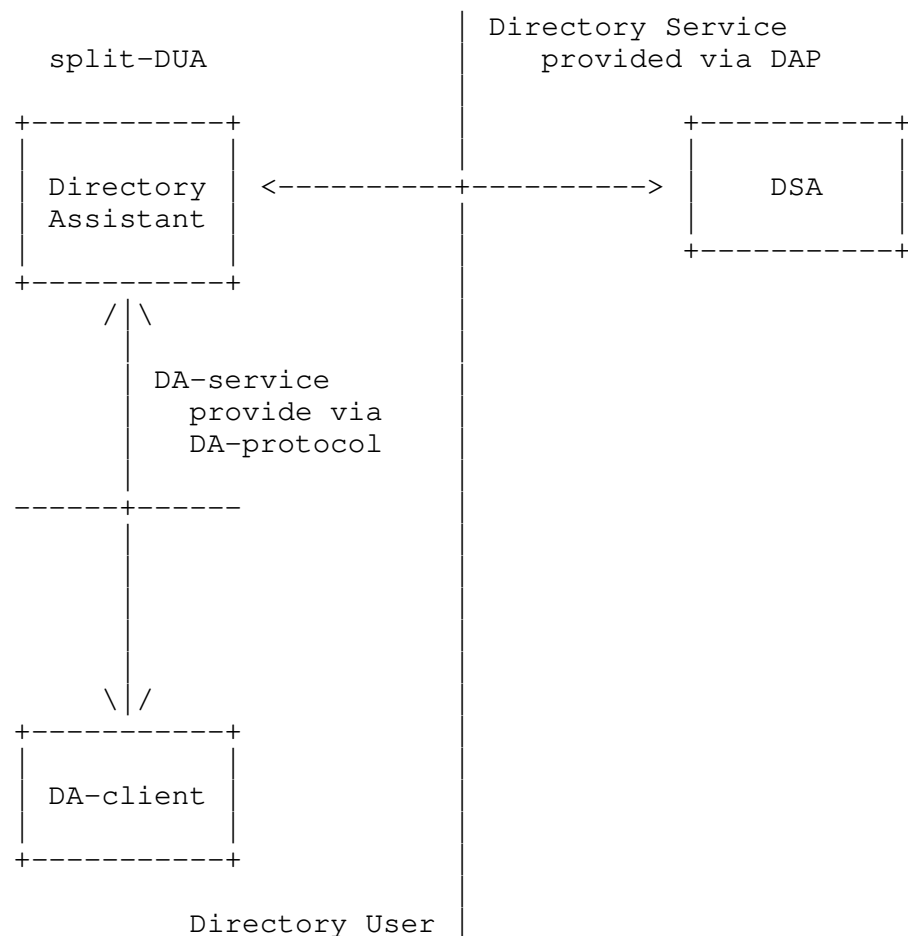 Directory Service
split-DUA provided via DAP
Directory DSA
Assistant
DA-service
provide via
DA-protocol
DA-client
Directory User